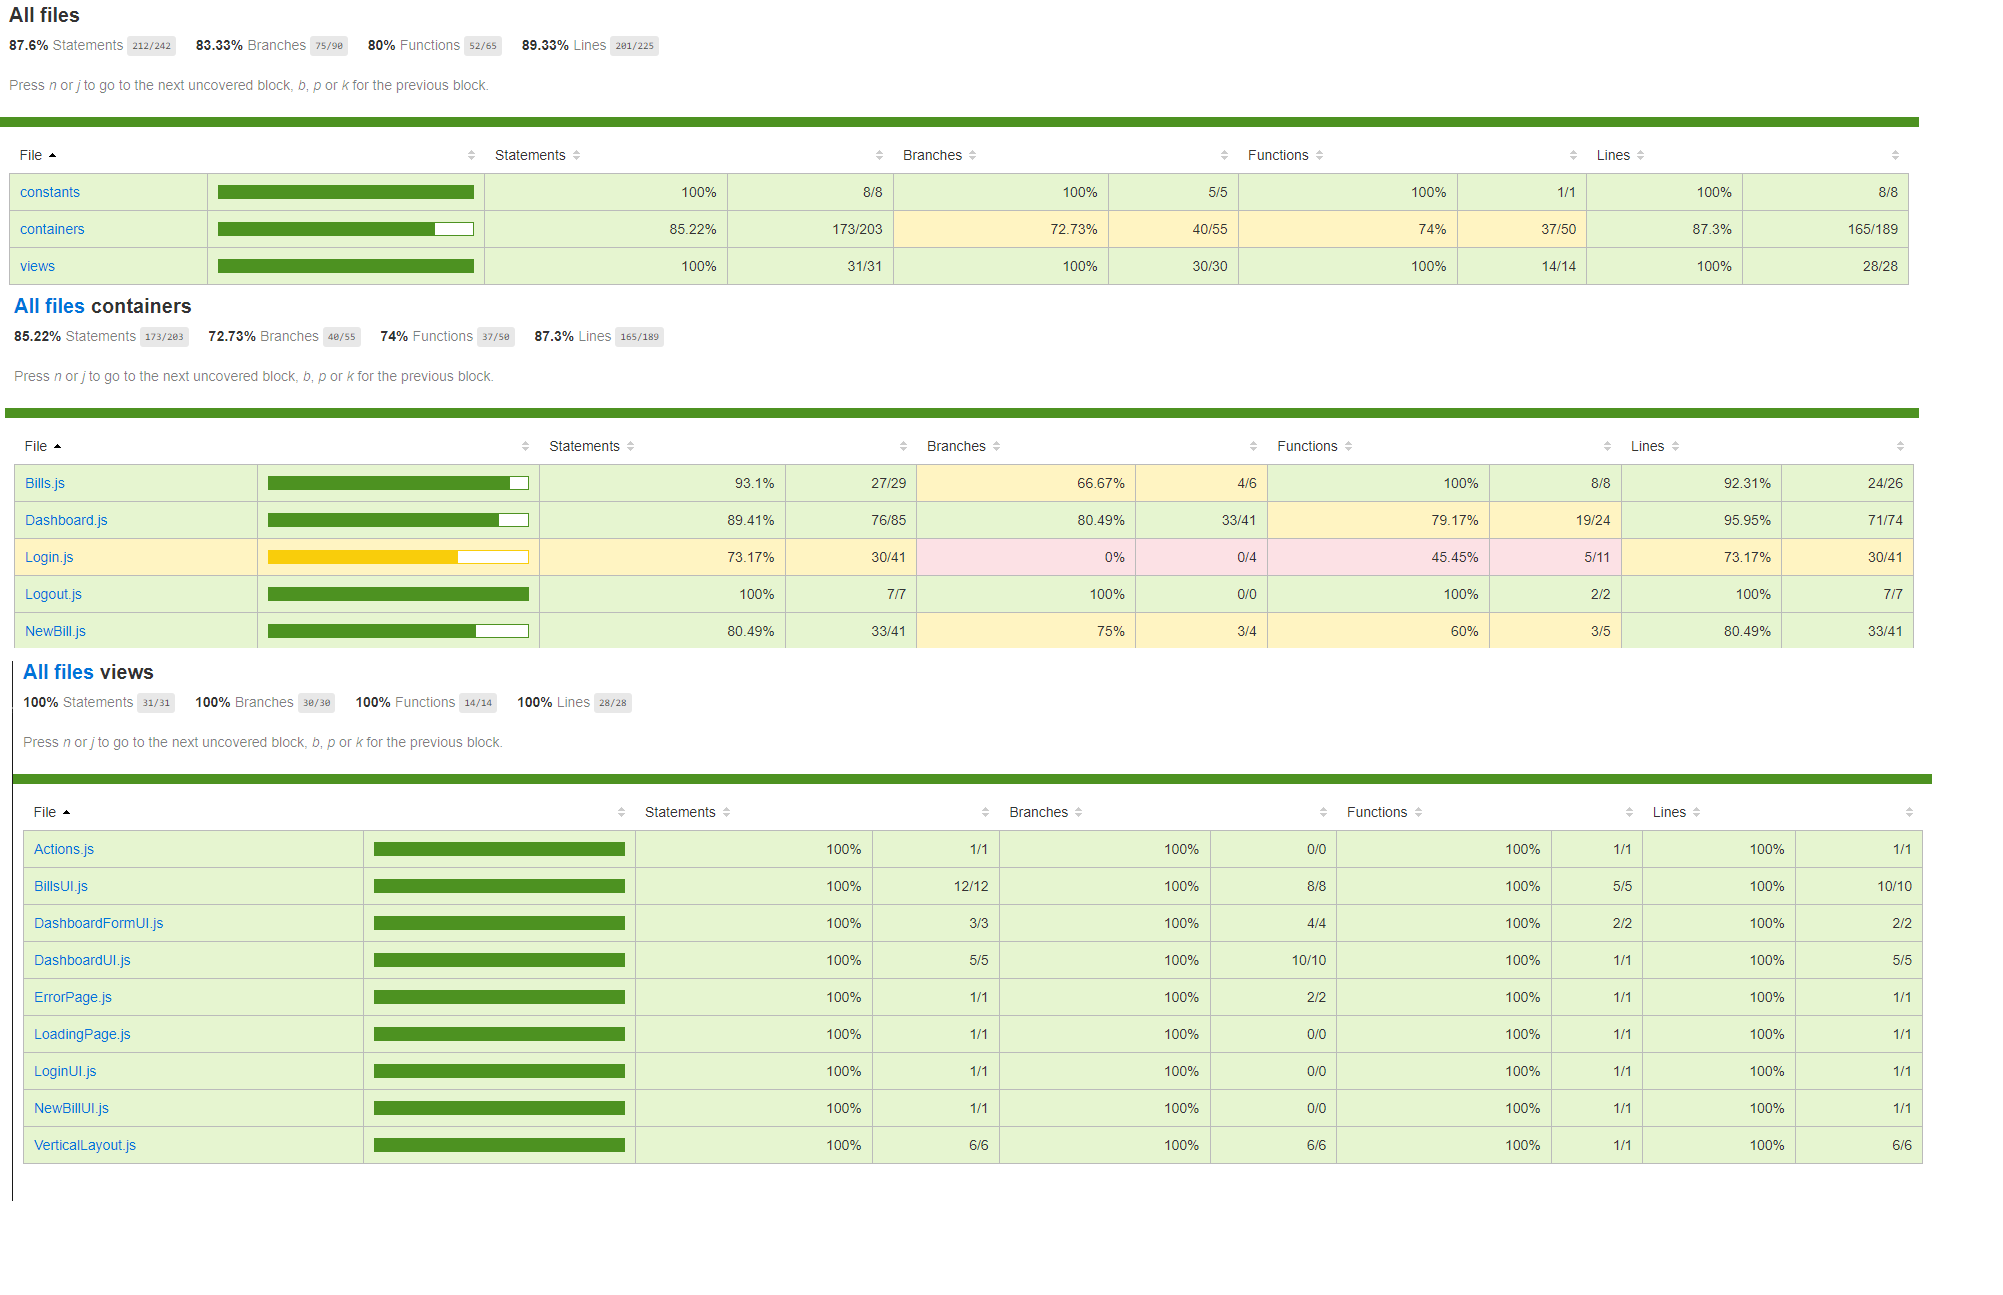 All files
87.6% Statements 212/242 83.33% Branches 75/90 80% Functions 52/65 89.33% Lines 201/225
Press n or j to go to the next uncovered block, b, p or k for the previous block.
File Statements Branches Functions Lines
constants 100% 8/8 100% 5/5 100% 1/1 100% 8/8
containers 85.22% 173/203 72.73% 40/55 74% 37/50 87.3% 165/189
views 100% 31/31 100% 30/30 100% 14/14 100% 28/28
All files containers
85.22% Statements 173/203 72.73% Branches 40/55 74% Functions 37/50 87.3% Lines 165/189
Press n or j to go to the next uncovered block, b, p or k for the previous block.
File Statements Branches Functions Lines
Bills.js 93.1% 27/29 66.67% 4/6 100% 8/8 92.31% 24/26
Dashboard.js 89.41% 76/85 80.49% 33/41 79.17% 19/24 95.95% 71/74
Login.js 73.17% 30/41 0% 0/4 45.45% 5/11 73.17% 30/41
Logout.js 100% 7/7 100% 0/0 100% 2/2 100% 7/7
NewBill.js 80.49% 33/41 75% 3/4 60% 3/5 80.49% 33/41
All files views
100% Statements 31/31 100% Branches 30/30 100% Functions 14/14 100% Lines 28/28
Press n or j to go to the next uncovered block, b, p or k for the previous block.
File Statements Branches Functions Lines
Actions.js 100% 1/1 100% 0/0 100% 1/1 100% 1/1
BillsUI.js 100% 12/12 100% 8/8 100% 5/5 100% 10/10
DashboardFormUI.js 100% 3/3 100% 4/4 100% 2/2 100% 2/2
DashboardUI.js 100% 5/5 100% 10/10 100% 1/1 100% 5/5
ErrorPage.js 100% 1/1 100% 2/2 100% 1/1 100% 1/1
LoadingPage.js 100% 1/1 100% 0/0 100% 1/1 100% 1/1
LoginUI.js 100% 1/1 100% 0/0 100% 1/1 100% 1/1
NewBillUI.js 100% 1/1 100% 0/0 100% 1/1 100% 1/1
VerticalLayout.js 100% 6/6 100% 6/6 100% 1/1 100% 6/6